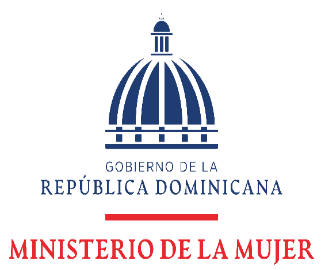 GOBIERNO DE LA
REPÚBLICA DOMINICANA
MINISTERIO DE LA MUJER